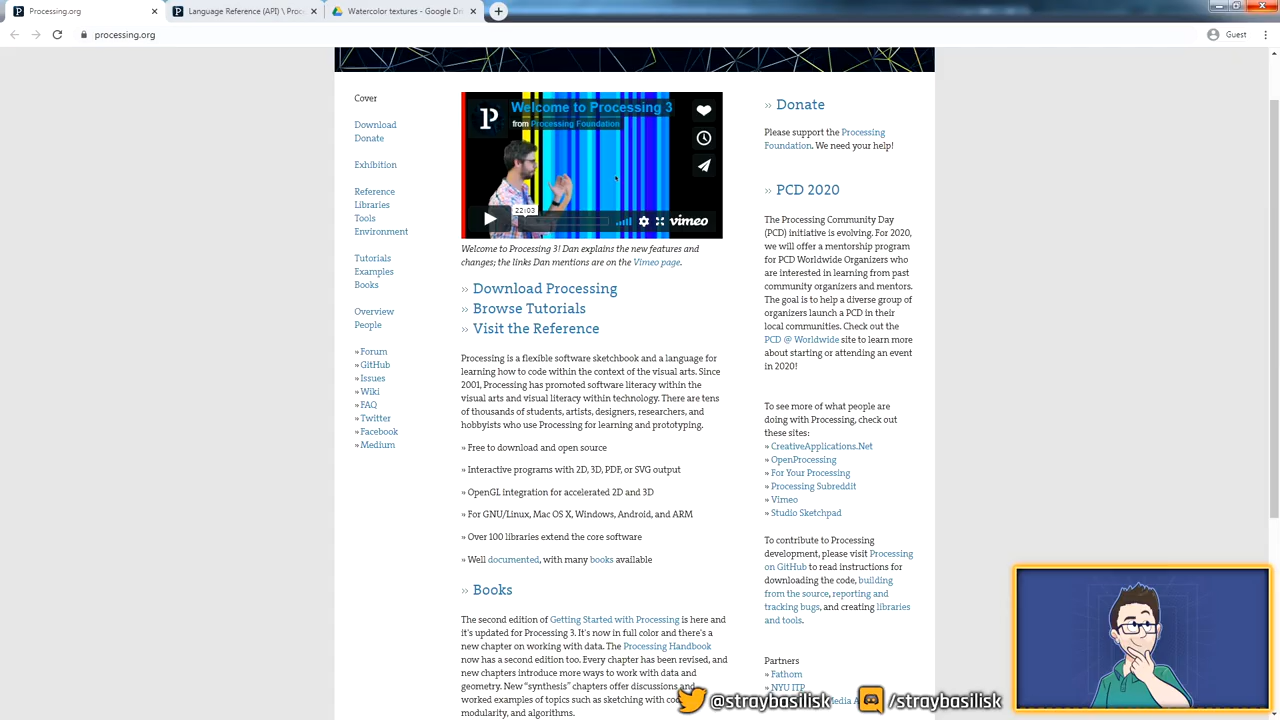 Processing.org
Language Reference (API) \ Proce
Watercolor textures - Google Dri
processing.org
Guest
Cover
Download
Donate
Exhibition
Reference
Libraries
Tools
Environment
Tutorials
Examples
Books
Overview
People
» Forum
» GitHub
» Issues
» Wiki
» FAQ
» Twitter
» Facebook
» Medium
Welcome to Processing 3
from Processing Foundation
22:03
vimeo
Welcome to Processing 3! Dan explains the new features and
changes; the links Dan mentions are on the Vimeo page.
» Download Processing
» Browse Tutorials
» Visit the Reference
Processing is a flexible software sketchbook and a language for
learning how to code within the context of the visual arts. Since
2001, Processing has promoted software literacy within the
visual arts and visual literacy within technology. There are tens
of thousands of students, artists, designers, researchers, and
hobbyists who use Processing for learning and prototyping.
» Free to download and open source
» Interactive programs with 2D, 3D, PDF, or SVG output
» OpenGL integration for accelerated 2D and 3D
» For GNU/Linux, Mac OS X, Windows, Android, and ARM
» Over 100 libraries extend the core software
» Well documented, with many books available
» Books
The second edition of Getting Started with Processing is here and
it's updated for Processing 3. It's now in full color and there's a
new chapter on working with data. The Processing Handbook
now has a second edition too. Every chapter has been revised, and
new chapters introduce more ways to work with data and
geometry. New "synthesis" chapters offer discussions and
worked examples of topics such as sketching with
modularity, and algorithms.
» Donate
Please support the Processing
Foundation. We need your help!
» PCD 2020
The Processing Community Day
(PCD) initiative is evolving. For 2020,
we will offer a mentorship program
for PCD Worldwide Organizers who
are interested in learning from past
community organizers and mentors.
The goal is to help a diverse group of
organizers launch a PCD in their
local communities. Check out the
PCD @ Worldwide site to learn more
about starting or attending an event
in 2020!
To see more of what people are
doing with Processing, check out
these sites:
» CreativeApplications.Net
» OpenProcessing
» For Your Processing
» Processing Subreddit
» Vimeo
» Studio Sketchpad
To contribute to Processing
development, please visit Processing
on GitHub to read instructions for
downloading the code, building
from the source, reporting and
tracking bugs, and creating libraries
and tools.
Partners
» Fathom
» NYU ITP
@straybasilisk
/straybasilisk